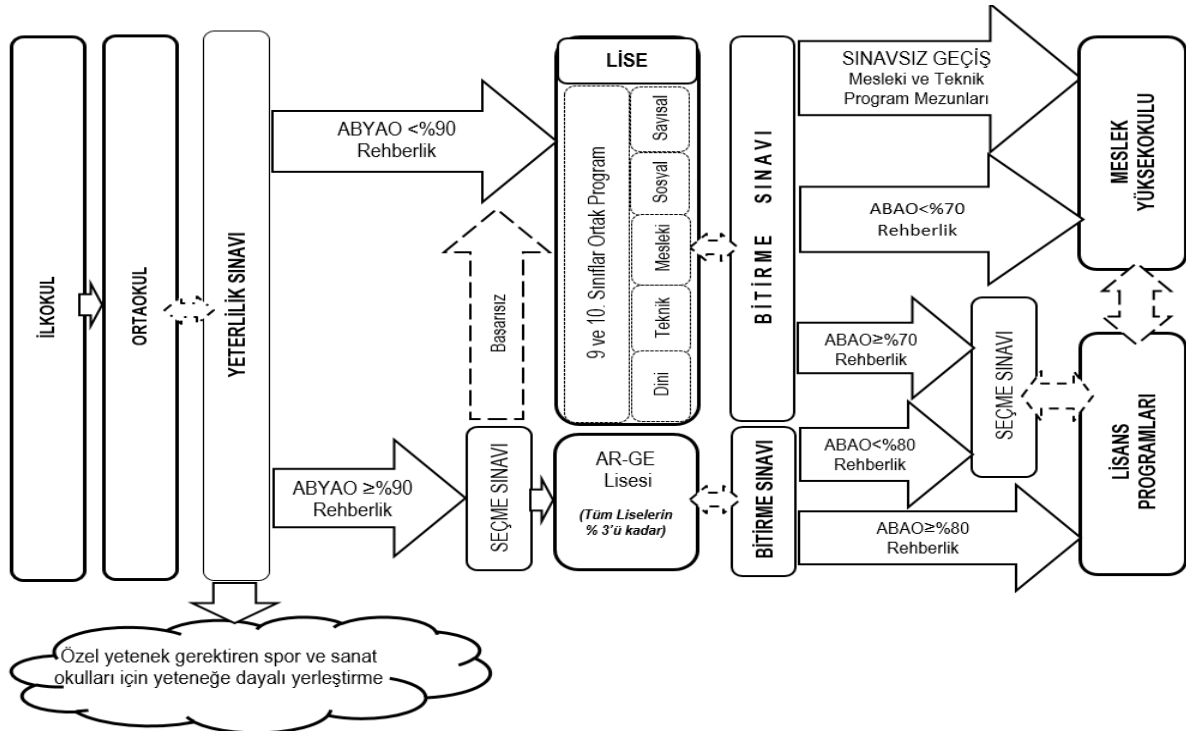 İLKOKUL
ORTAOKUL
YETERLİLİK SINAVI
ABYAO <%90
Rehberlik
ABYAO ≥%90
Rehberlik
Basarısız
SEÇME SINAVI
LİSE
9 ve 10. Sınıflar Ortak Program
Sayısal
Sosyal
Mesleki
Teknik
Dini
AR-GE
Lisesi
(Tüm Liselerin
% 3'ü kadar)
BİTİRME SINAVI
BİTİRME SINAVI
SINAVSIZ GEÇİŞ
Mesleki ve Teknik
Program Mezunları
ABAO<%70
Rehberlik
ABAO≥%70
Rehberlik
ABAO<%80
Rehberlik
ABAO≥%80
Rehberlik
SEÇME SINAVI
MESLEK
YÜKSEKOKULU
LİSANS
PROGRAMLARI
Özel yetenek gerektiren spor ve sanat
okulları için yeteneğe dayalı yerleştirme